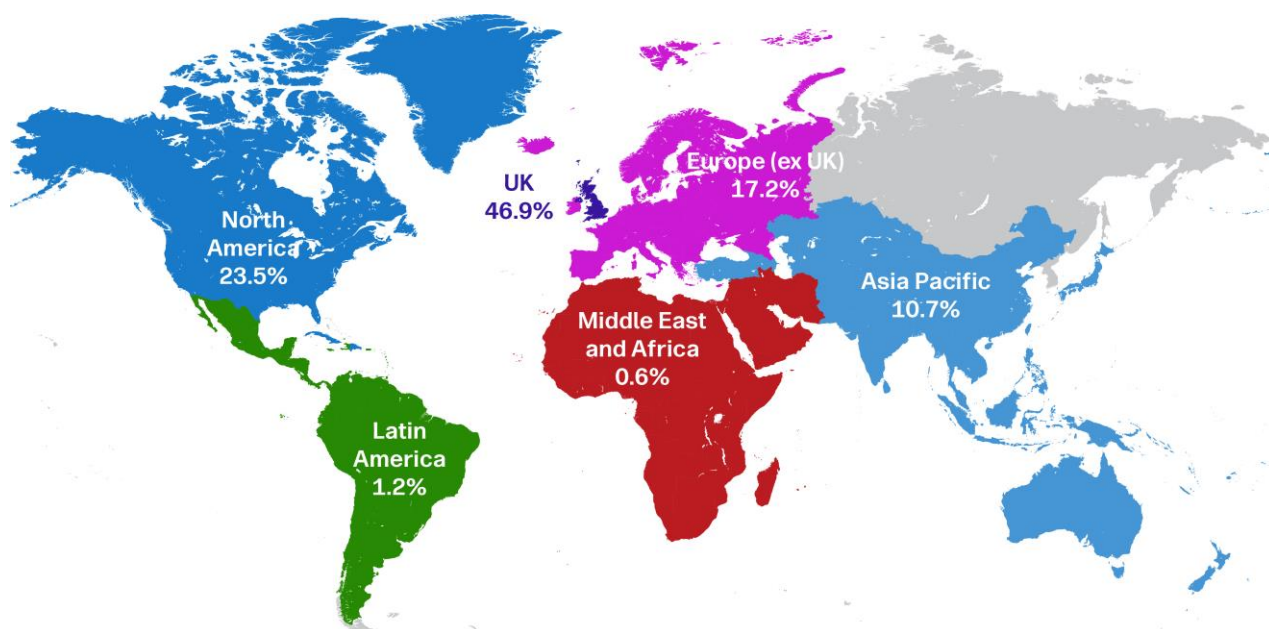 UK
46.9%
Europe (ex UK)
17.2%
North
America
23.5%
Asia Pacific
10.7%
Middle East
and Africa
0.6%
Latin
America
1.2%